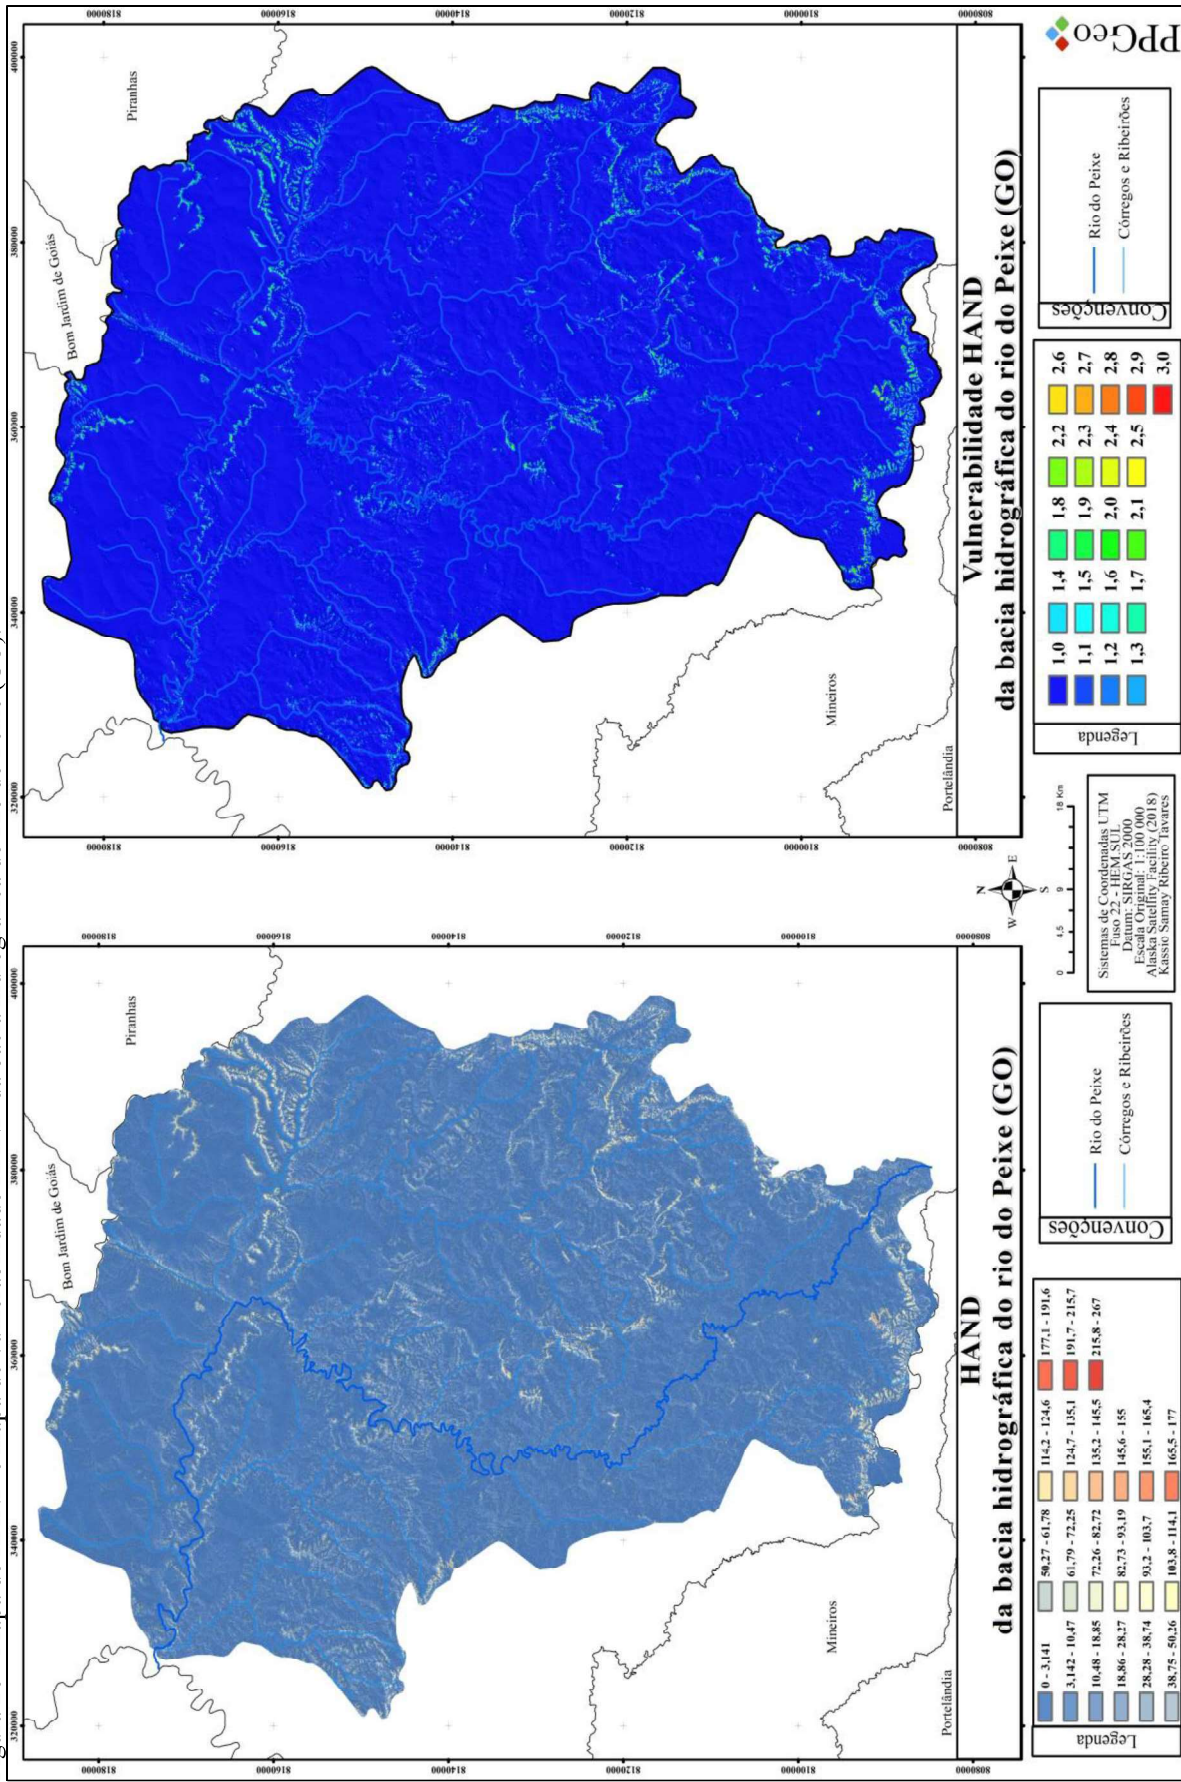 320000
340000
360000
380000
400000
8180000
8160000
8140000
8120000
8100000
8080000
Bom Jardim de Goiás
Piranhas
Mineiros
Portelândia
HAND
da bacia hidrográfica do rio do Peixe (GO)
Legenda
0 - 3,141
3,142 - 10,47
10,48 - 18,85
18,86 - 28,27
28,28 - 38,74
38,75 - 50,26
50,27 - 61,78
61,79 - 72,25
72,26 - 82,72
82,73 - 93,19
93,2 - 103,7
103,8 - 114,1
114,2 - 124,6
124,7 - 135,1
135,2 - 145,5
145,6 - 155
155,1 - 165,4
165,5 - 177
177,1 - 191,6
191,7 - 215,7
215,8 - 267
Convenções
Rio do Peixe
Córregos e Ribeirões
N
W
E
S
0 4,5 9 18 Km
Sistemas de Coordenadas UTM
Fuso 22 - HEM.SUL
Datum: SIRGAS 2000
Escala Original: 1:100 000
Alaska Satellity Facility (2018)
Kassio Samay Ribeiro Tavares
320000
340000
360000
380000
400000
8180000
8160000
8140000
8120000
8100000
8080000
Bom Jardim de Goiás
Piranhas
Mineiros
Portelândia
Vulnerabilidade HAND
da bacia hidrográfica do rio do Peixe (GO)
Legenda
1,0
1,1
1,2
1,3
1,4
1,5
1,6
1,7
1,8
1,9
2,0
2,1
2,2
2,3
2,4
2,5
2,6
2,7
2,8
2,9
3,0
Convenções
Rio do Peixe
Córregos e Ribeirões
PPGeo